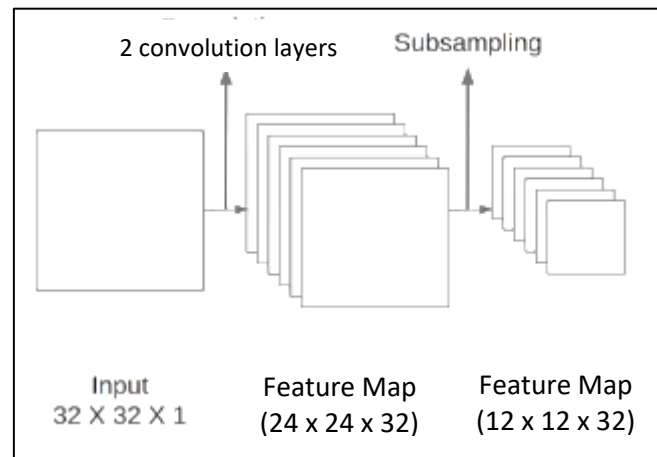 2 convolution layers
Subsampling
Input
32 X 32 X 1
Feature Map
(24 x 24 x 32)
Feature Map
(12 x 12 x 32)